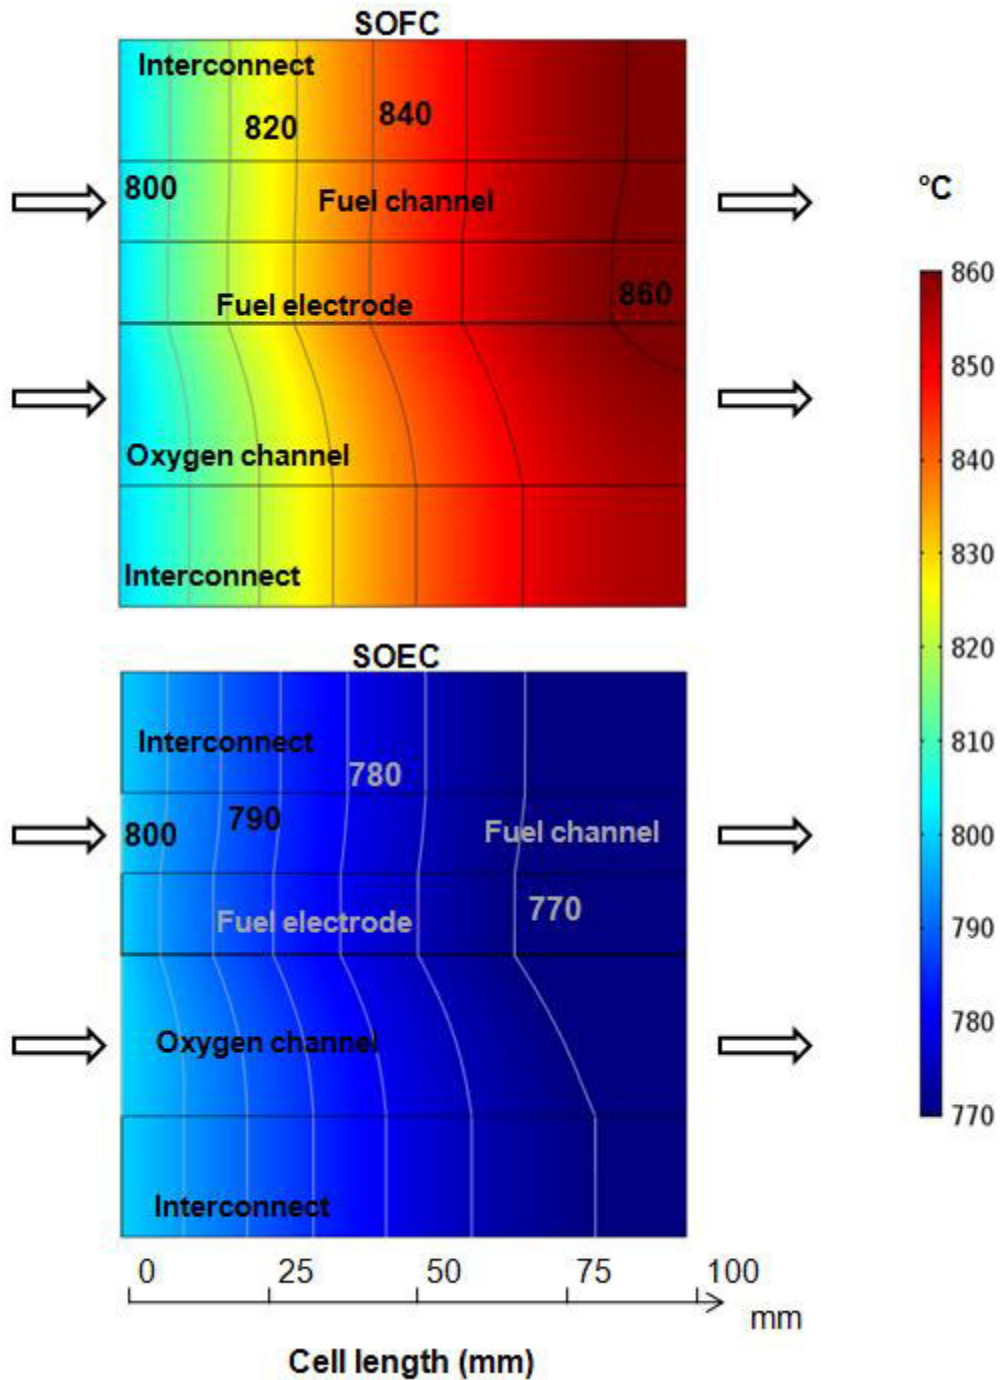 SOFC
Interconnect
820
840
800
Fuel channel
°C
860
Fuel electrode
860
850
Oxygen channel
840
Interconnect
830
820
SOEC
810
Interconnect
780
800
790
Fuel channel
800
770
Fuel electrode
790
Oxygen channel
780
770
Interconnect
0 25 50 75 100
mm
Cell length (mm)